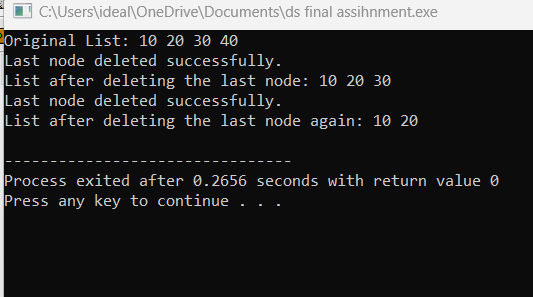 C:\Users\ideal\OneDrive\Documents\ds final assihnment.exe
Original List: 10 20 30 40
Last node deleted successfully.
List after deleting the last node: 10 20 30
Last node deleted successfully.
List after deleting the last node again: 10 20
--------------------------------
Process exited after 0.2656 seconds with return value 0
Press any key to continue . . .